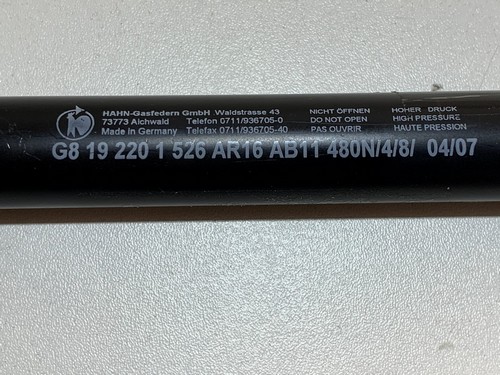 HAHN-Gasfedern GmbH Waldstrasse 43 NICHT ÖFFNEN HOHER DRUCK
73773 Aichwald Telefon 0711/936705-0 DO NOT OPEN HIGH PRESSURE
Made in Germany Telefax 0711/936705-40 PAS OUVRIR HAUTE PRESSION
G8 19 220 1 526 AR16 AB11 480N/4/8/ 04/07